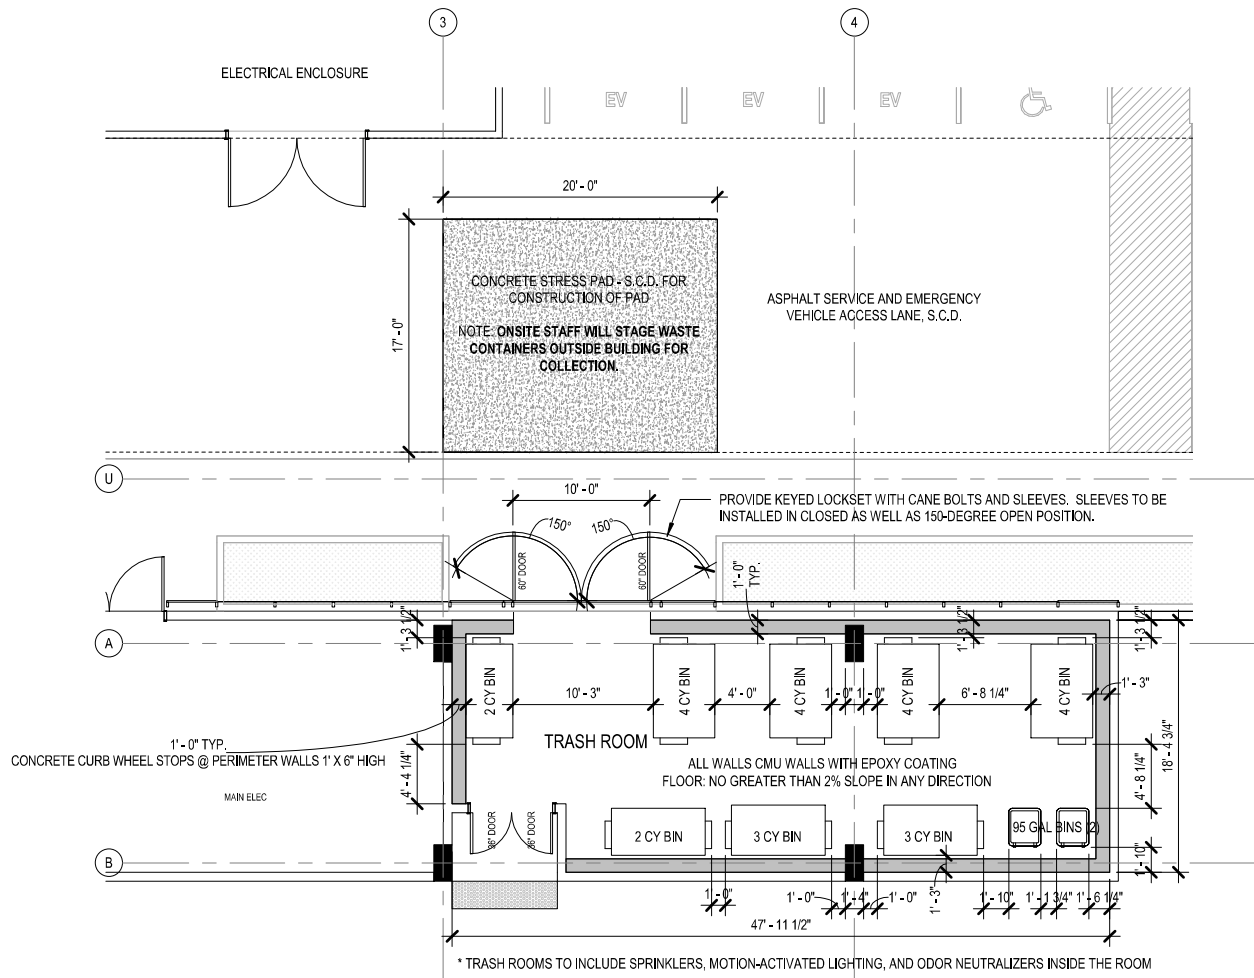 3
4
ELECTRICAL ENCLOSURE
EV
EV
EV
20' - 0"
17' - 0"
CONCRETE STRESS PAD - S.C.D. FOR
CONSTRUCTION OF PAD
NOTE: ONSITE STAFF WILL STAGE WASTE
CONTAINERS OUTSIDE BUILDING FOR
COLLECTION.
ASPHALT SERVICE AND EMERGENCY
VEHICLE ACCESS LANE, S.C.D.
U
10' - 0"
PROVIDE KEYED LOCKSET WITH CANE BOLTS AND SLEEVES. SLEEVES TO BE
INSTALLED IN CLOSED AS WELL AS 150-DEGREE OPEN POSITION.
150°
150°
60" DOOR
60" DOOR
1' - 0"
TYP.
1' - 3 1/2"
1' - 3 1/2"
1' - 3 1/2"
A
2 CY BIN
4 CY BIN
4 CY BIN
4 CY BIN
4 CY BIN
10' - 3"
4' - 0"
1' - 0"
1' - 0"
6' - 8 1/4"
1' - 3"
TRASH ROOM
1' - 0" TYP.
CONCRETE CURB WHEEL STOPS @ PERIMETER WALLS 1' X 6" HIGH
MAIN ELEC
4' - 4 1/4"
ALL WALLS CMU WALLS WITH EPOXY COATING
FLOOR: NO GREATER THAN 2% SLOPE IN ANY DIRECTION
4' - 8 1/4"
18' - 4 3/4"
36" DOOR
36" DOOR
2 CY BIN
3 CY BIN
3 CY BIN
95 GAL BINS (2)
B
1' - 10"
1' - 0"
1' - 0"
1' - 4"
1' - 0"
1' - 3"
1' - 10"
1' - 1 3/4"
1' - 6 1/4"
47' - 11 1/2"
* TRASH ROOMS TO INCLUDE SPRINKLERS, MOTION-ACTIVATED LIGHTING, AND ODOR NEUTRALIZERS INSIDE THE ROOM